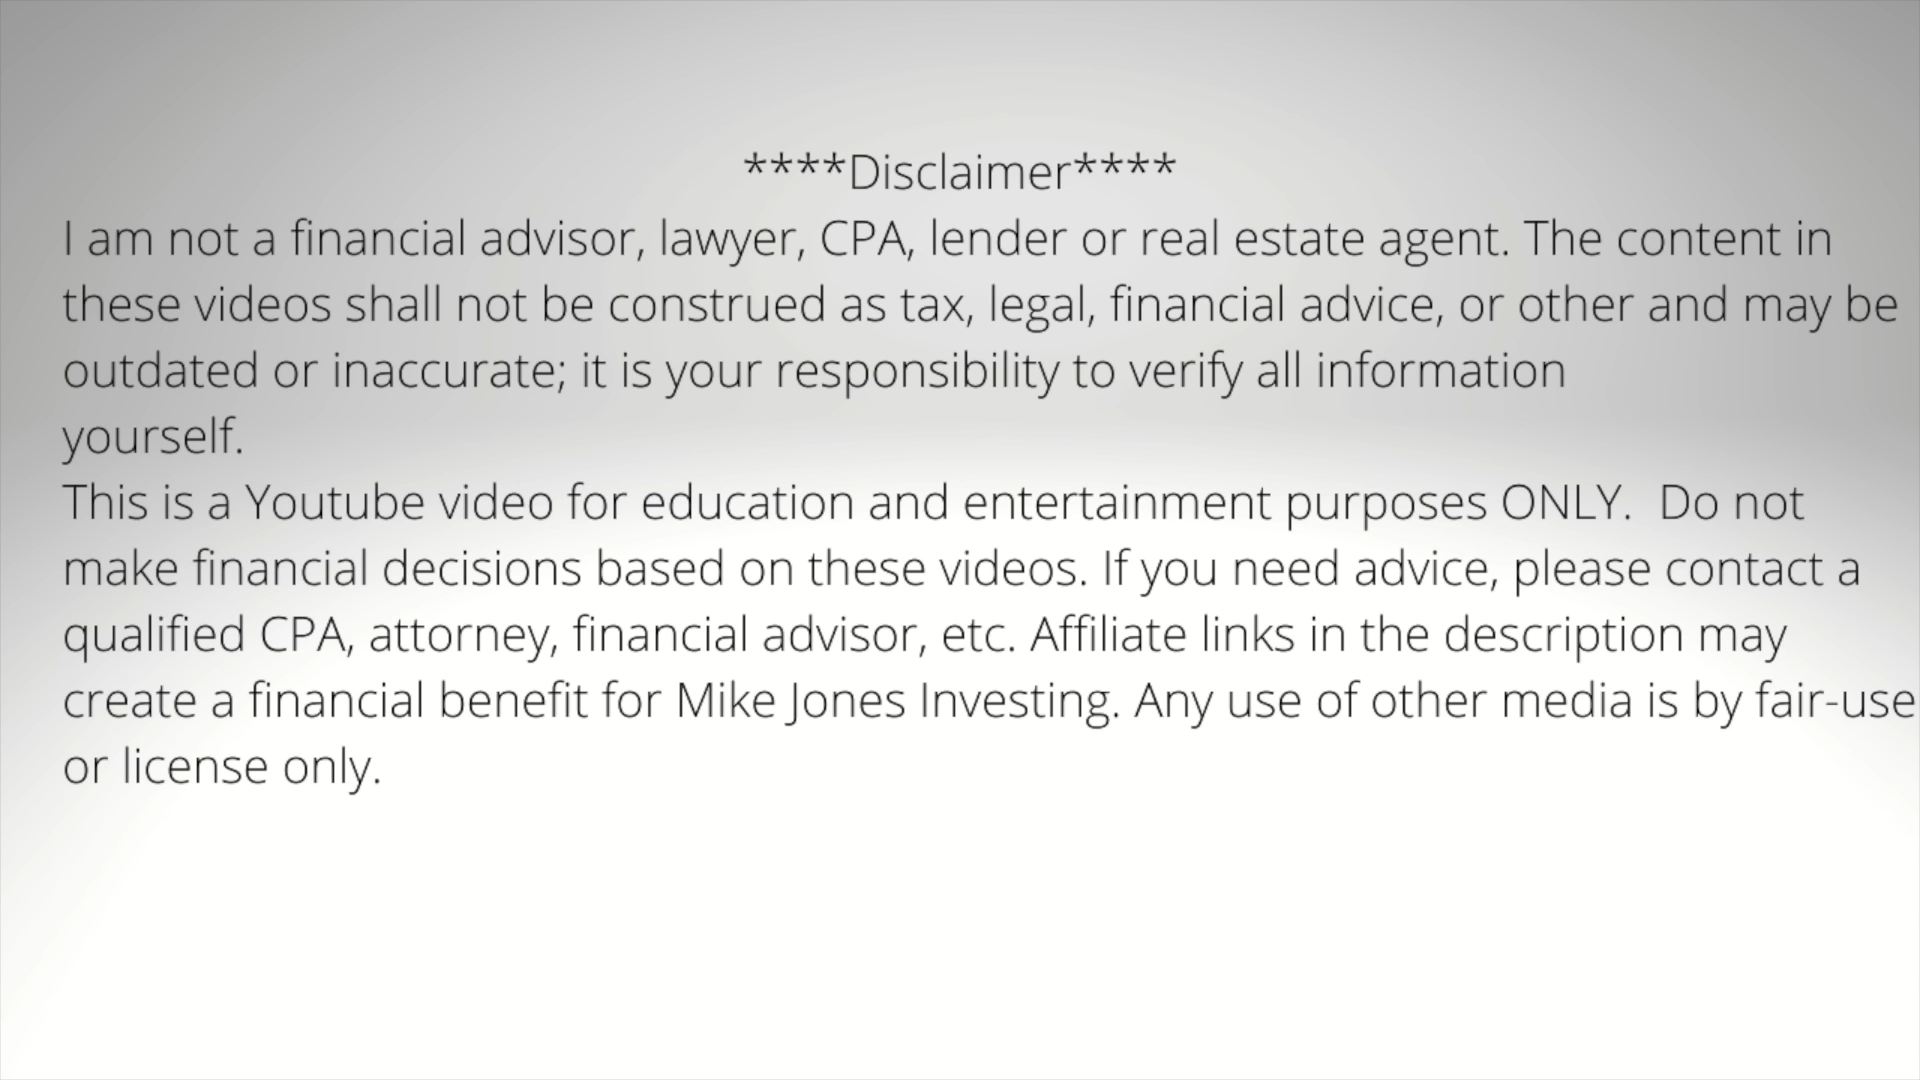 ****Disclaimer****
I am not a financial advisor, lawyer, CPA, lender or real estate agent. The content in
these videos shall not be construed as tax, legal, financial advice, or other and may be
outdated or inaccurate; it is your responsibility to verify all information
yourself.
This is a Youtube video for education and entertainment purposes ONLY.  Do not
make financial decisions based on these videos. If you need advice, please contact a
qualified CPA, attorney, financial advisor, etc. Affiliate links in the description may
create a financial benefit for Mike Jones Investing. Any use of other media is by fair-use
or license only.